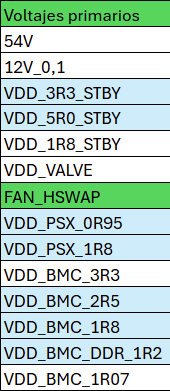 Voltajes primarios
54V
12V_0,1
VDD_3R3_STBY
VDD_5R0_STBY
VDD_1R8_STBY
VDD_VALVE
FAN_HSWAP
VDD_PSX_0R95
VDD_PSX_1R8
VDD_BMC_3R3
VDD_BMC_2R5
VDD_BMC_1R8
VDD_BMC_DDR_1R2
VDD_BMC_1R07